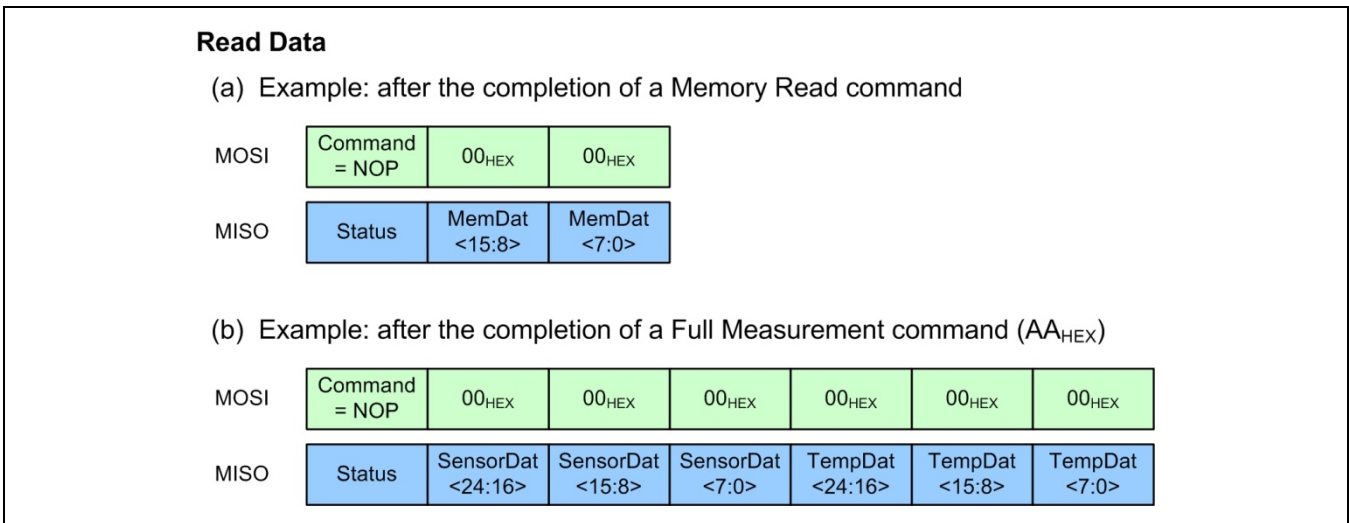 Read Data
(a) Example: after the completion of a Memory Read command
MOSI Command = NOP 00HEX 00HEX
MISO Status MemDat <15:8> MemDat <7:0>
(b) Example: after the completion of a Full Measurement command (AAHEX)
MOSI Command = NOP 00HEX 00HEX 00HEX 00HEX 00HEX 00HEX
MISO Status SensorDat <24:16> SensorDat <15:8> SensorDat <7:0> TempDat <24:16> TempDat <15:8> TempDat <7:0>